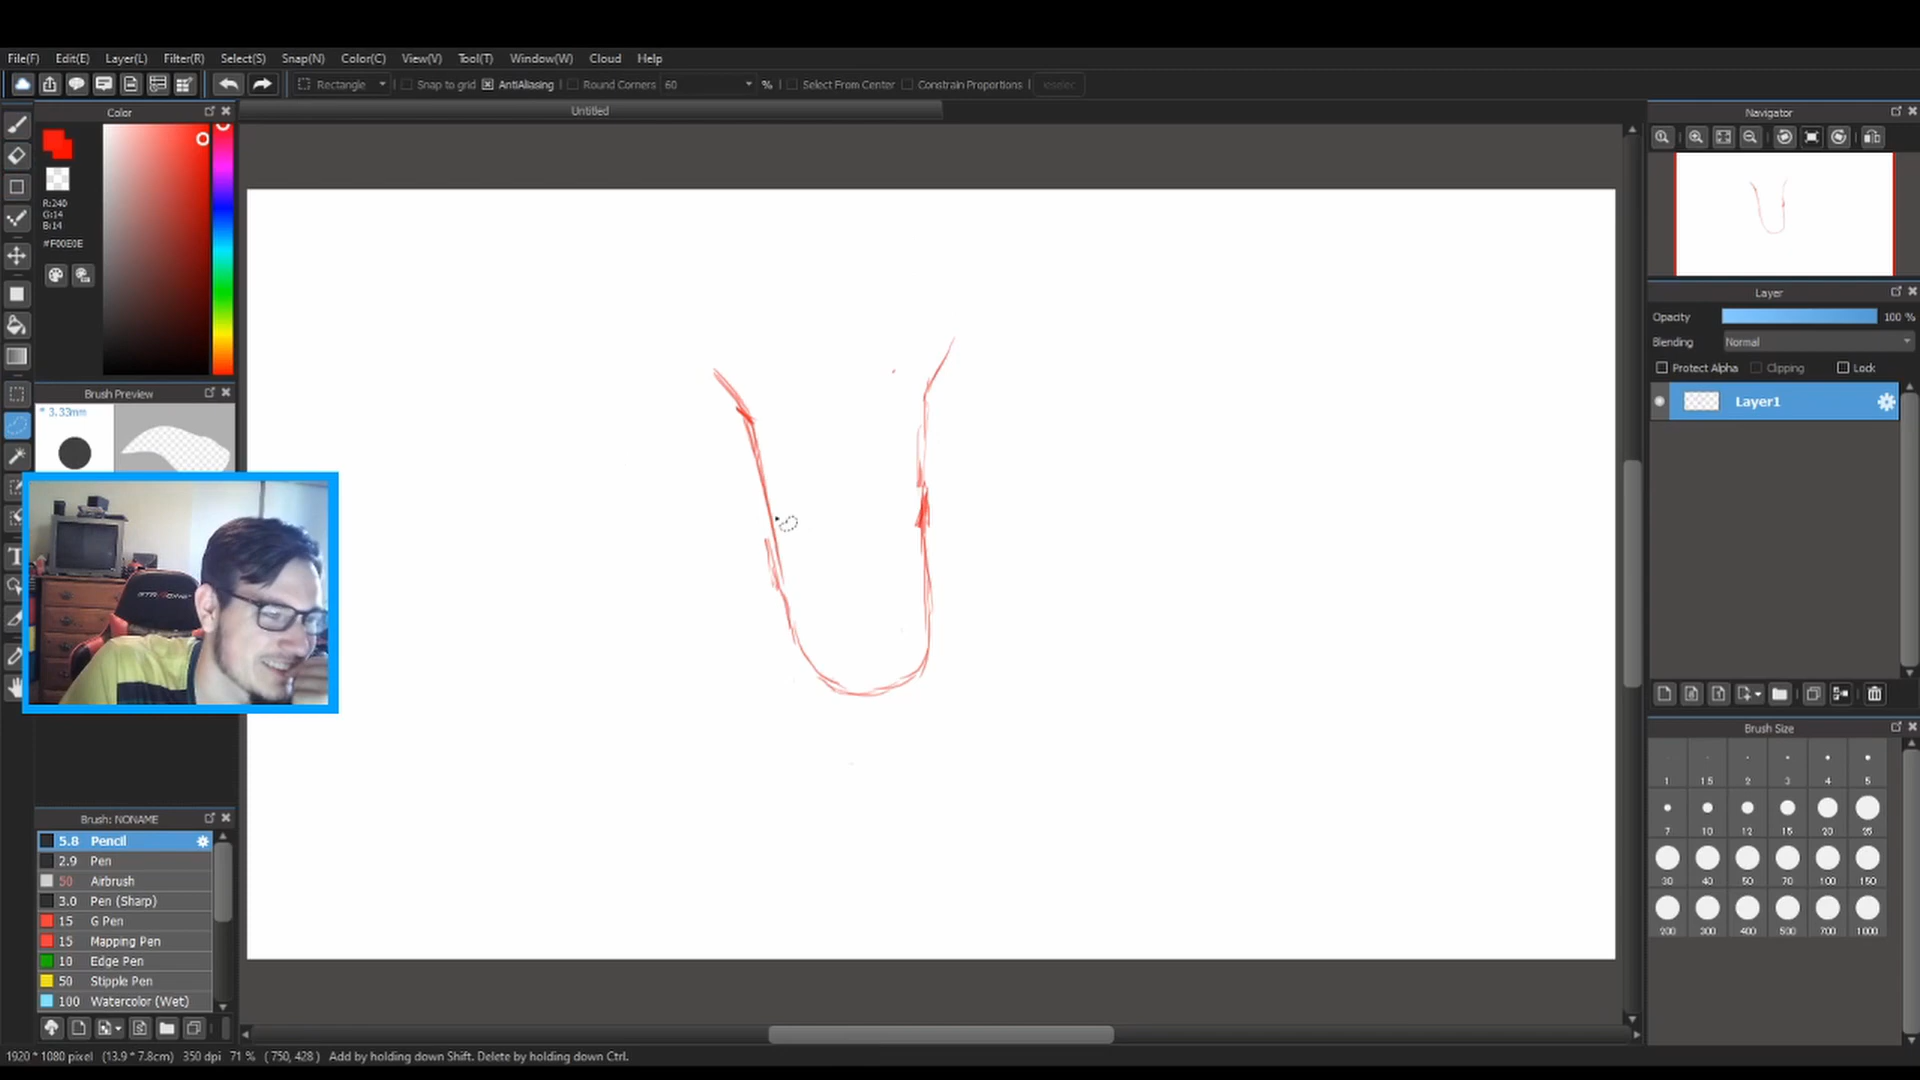 File(F) Edit(E) Layer(L) Filter(R) Select(S) Snap(N) Color(C) View(V) Tool(T) Window(W) Cloud Help
Rectangle Snap to grid AntiAliasing Round Corners 60 % Select From Center Constrain Proportions
Color
Untitled
Navigator
R:240
G:14
B:14
#F00E0E
Layer
Opacity 100 %
Blending Normal
Protect Alpha Clipping Lock
Layer1
Brush Preview
* 3.33mm
Brush Size
1 1.5 2 3 4 5
7 10 12 15 20 25
30 40 50 70 100 150
200 300 400 500 700 1000
Brush: NONAME
5.8 Pencil
2.9 Pen
50 Airbrush
3.0 Pen (Sharp)
15 G Pen
15 Mapping Pen
10 Edge Pen
50 Stipple Pen
100 Watercolor (Wet)
1920 * 1080 pixel (13.9 * 7.8cm) 350 dpi 71 % ( 750, 428 ) Add by holding down Shift. Delete by holding down Ctrl.